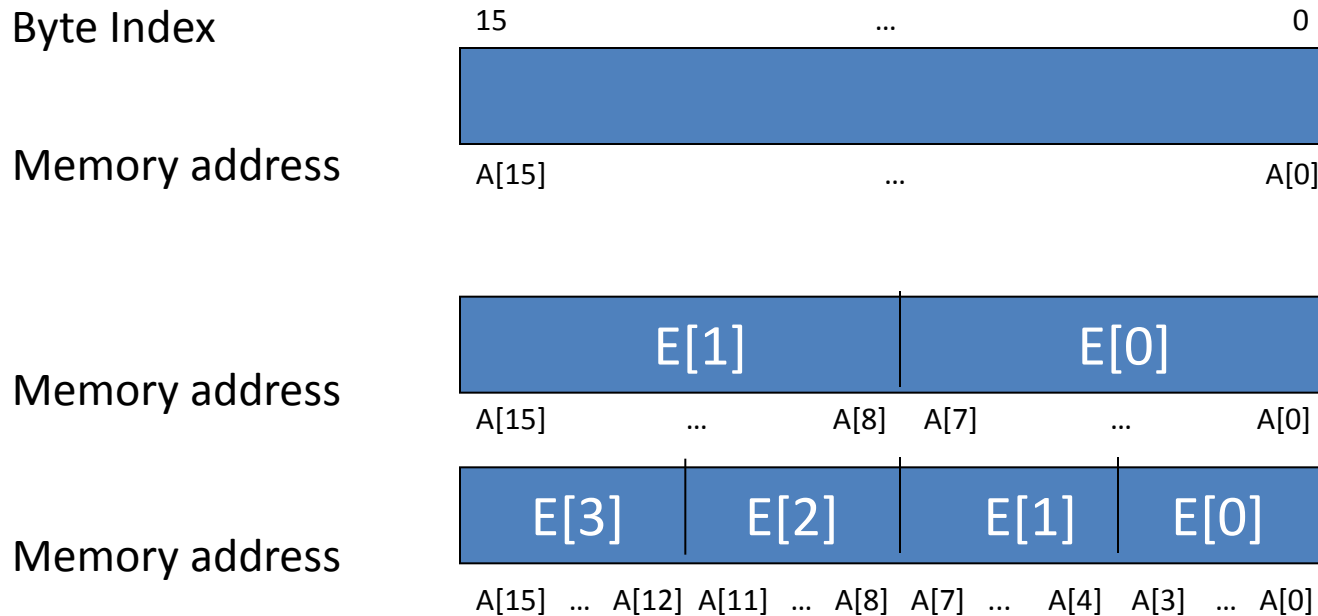 Byte Index 15 … 0
Memory address A[15] … A[0]
E[1] E[0]
Memory address
A[15] … A[8] A[7] … A[0]
E[3] E[2] E[1] E[0]
Memory address
A[15] … A[12] A[11] … A[8] A[7] … A[4] A[3] … A[0]